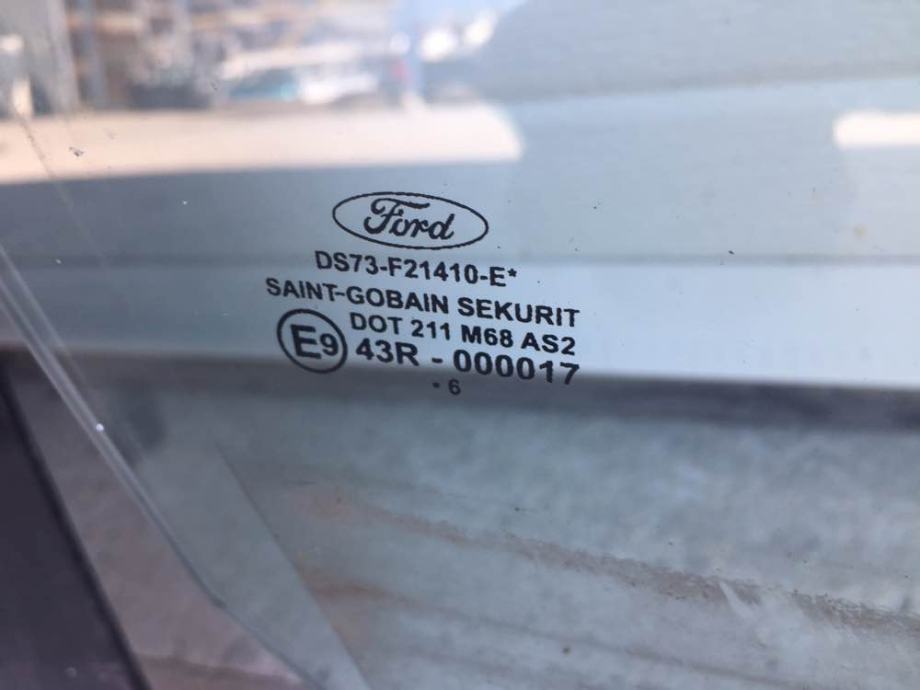 Ford
DS73-F21410-E*
SAINT-GOBAIN SEKURIT
DOT 211 M68 AS2
E9 43R - 000017
· 6